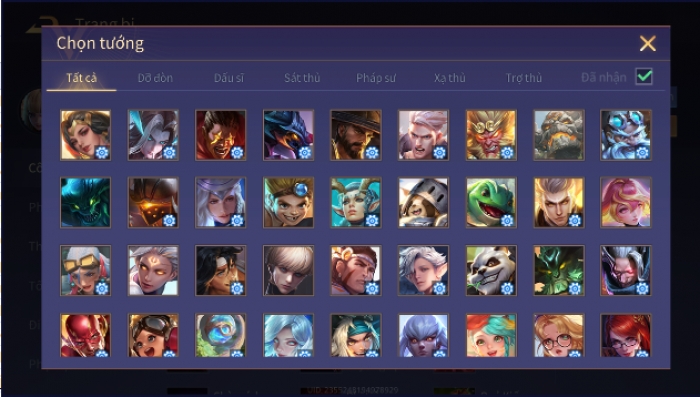 Trang bị
Chọn tướng
Tất cả
Đỡ đòn
Đấu sĩ
Sát thủ
Pháp sư
Xạ thủ
Trợ thủ
Đã nhận